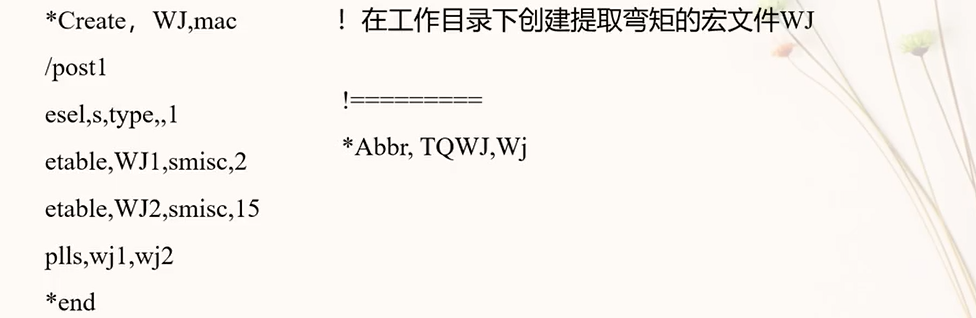 *Create，WJ,mac
！在工作目录下创建提取弯矩的宏文件WJ
/post1
esel,s,type,,1
etable,WJ1,smisc,2
etable,WJ2,smisc,15
plls,wj1,wj2
*end
!=========
*Abbr, TQWJ,Wj